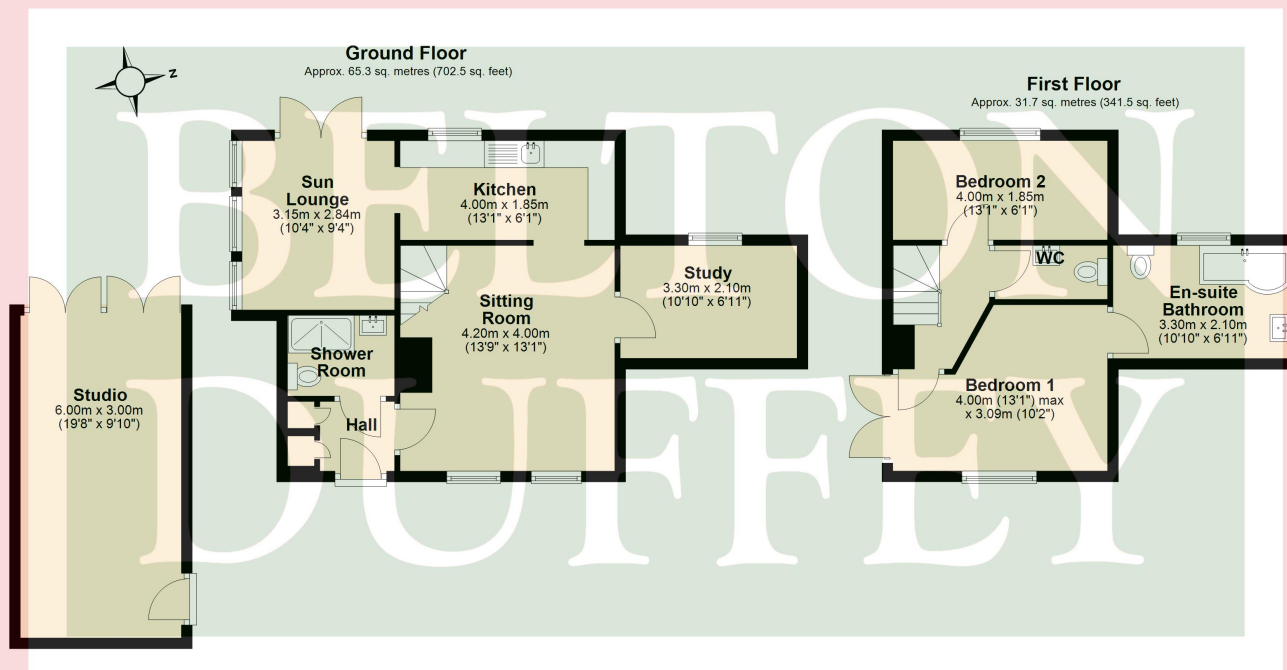 Ground Floor
Approx. 65.3 sq. metres (702.5 sq. feet)
First Floor
Approx. 31.7 sq. metres (341.5 sq. feet)
Z
BELTON
DUFFEY
Sun
Lounge
3.15m x 2.84m
(10'4" x 9'4")
Kitchen
4.00m x 1.85m
(13'1" x 6'1")
Study
3.30m x 2.10m
(10'10" x 6'11")
Sitting
Room
4.20m x 4.00m
(13'9" x 13'1")
Shower
Room
Hall
Studio
6.00m x 3.00m
(19'8" x 9'10")
Bedroom 2
4.00m x 1.85m
(13'1" x 6'1")
WC
En-suite
Bathroom
3.30m x 2.10m
(10'10" x 6'11")
Bedroom 1
4.00m (13'1") max
x 3.09m (10'2")